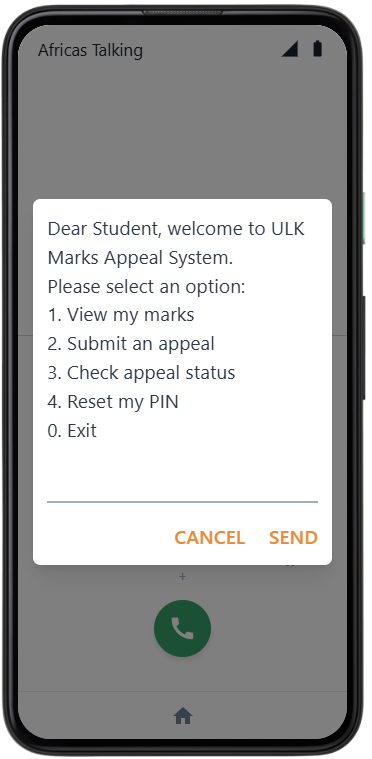 Africas Talking
Dear Student, welcome to ULK
Marks Appeal System.
Please select an option:
1. View my marks
2. Submit an appeal
3. Check appeal status
4. Reset my PIN
0. Exit
CANCEL SEND
+